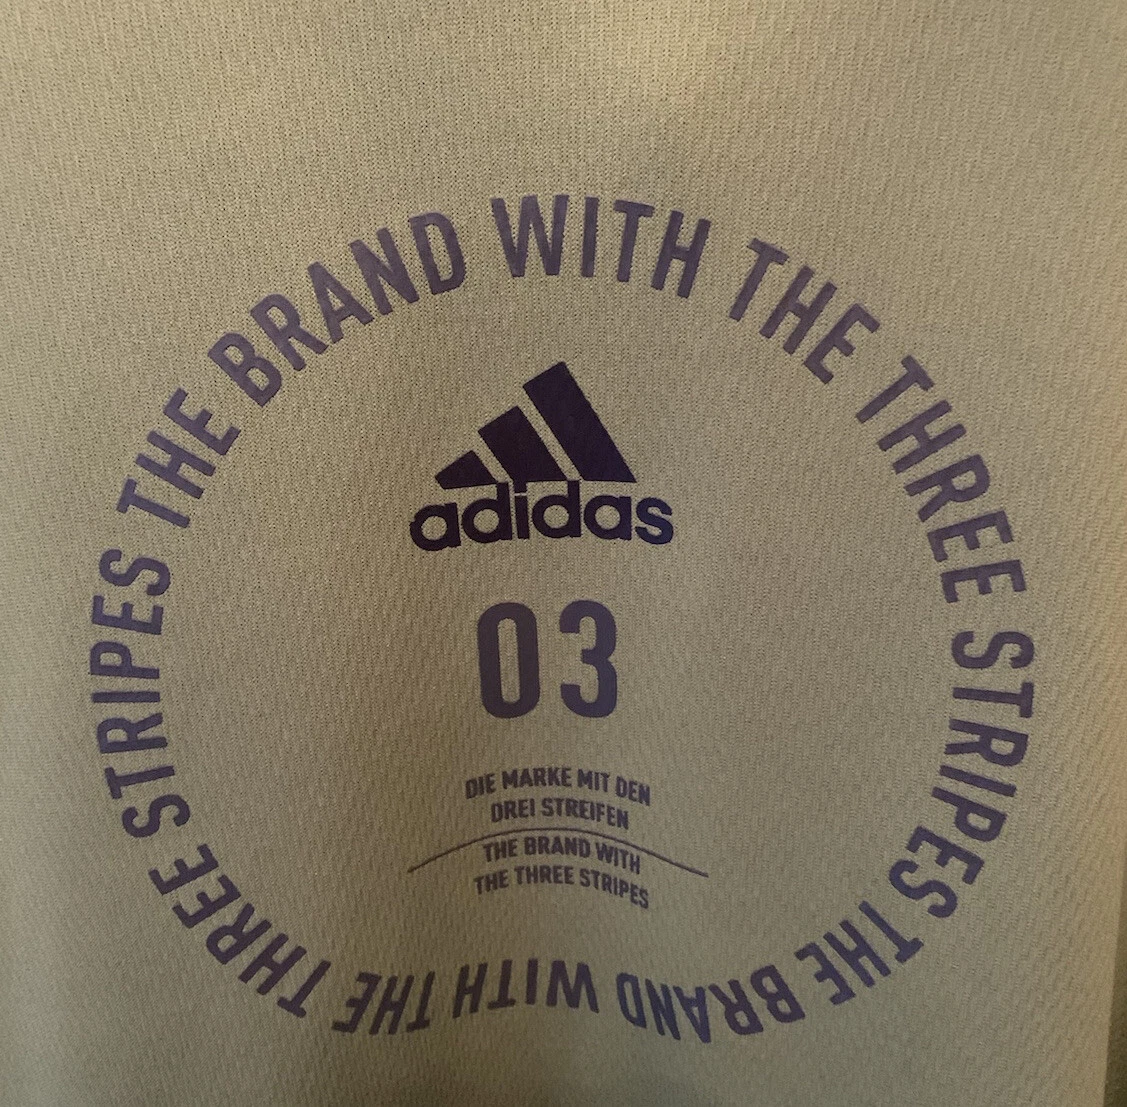 THE BRAND WITH THE THREE STRIPES THE BRAND WITH THE THREE STRIPES
adidas
03
DIE MARKE MIT DEN
DREI STREIFEN
THE BRAND WITH
THE THREE STRIPES